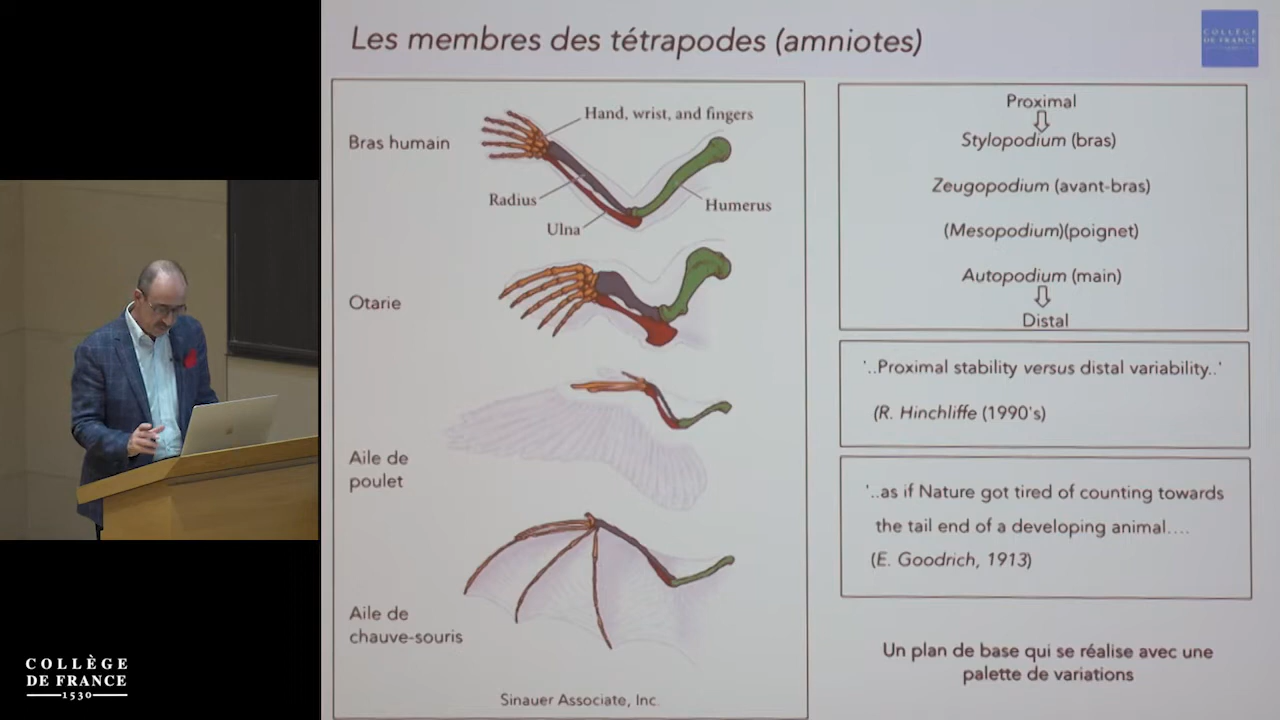 Les membres des tétrapodes (amniotes)
COLLÈGE
DE FRANCE
Bras humain
Hand, wrist, and fingers
Radius
Ulna
Humerus
Otarie
Aile de
poulet
Aile de
chauve-souris
Sinauer Associate, Inc.
Proximal
Stylopodium (bras)
Zeugopodium (avant-bras)
(Mesopodium)(poignet)
Autopodium (main)
Distal
'..Proximal stability versus distal variability..'
(R. Hinchliffe (1990's)
'..as if Nature got tired of counting towards
the tail end of a developing animal....
(E. Goodrich, 1913)
Un plan de base qui se réalise avec une
palette de variations
COLLÈGE
DE FRANCE
1530